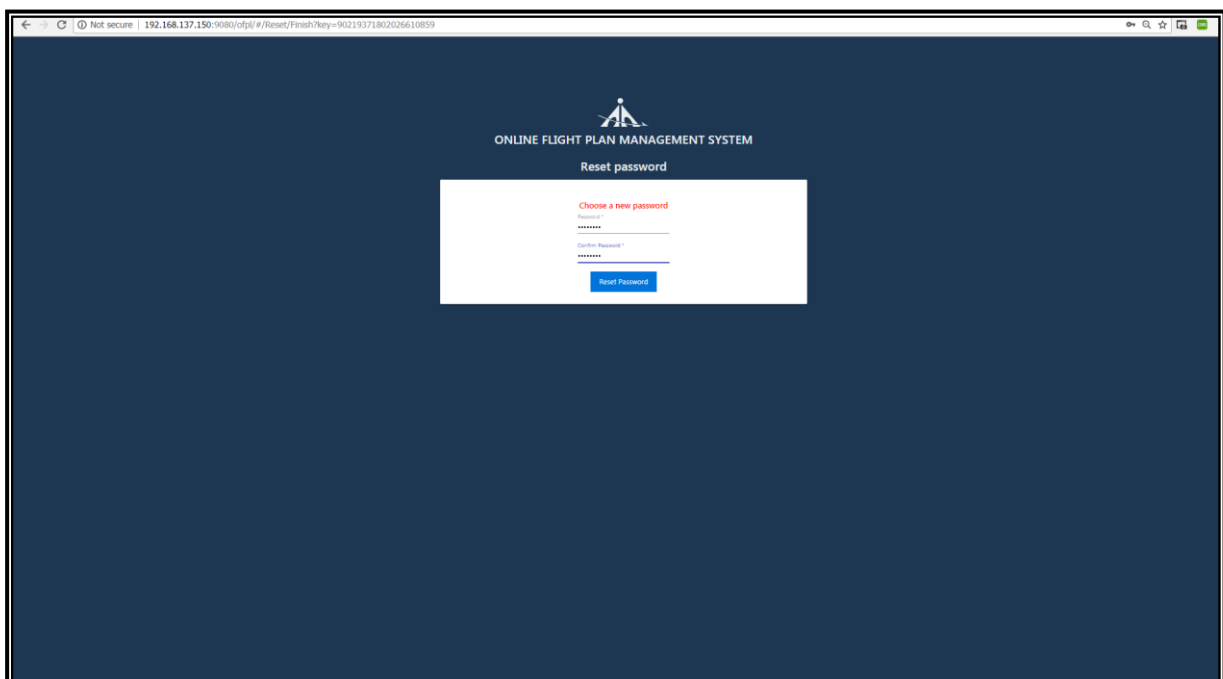 Not secure | 192.168.137.150:9080/ofpl/#/Reset/Finish?key=90219371802026610859
ONLINE FLIGHT PLAN MANAGEMENT SYSTEM
Reset password
Choose a new password
Password *
••••••••
Confirm Password *
••••••••
Reset Password